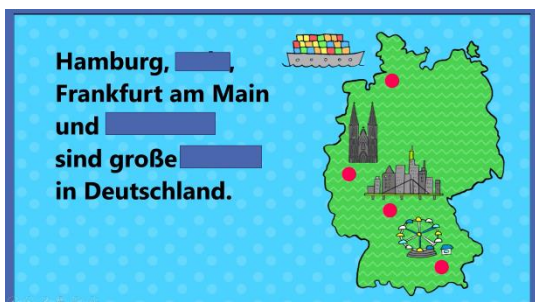 Hamburg, ,
Frankfurt am Main
und
sind große
in Deutschland.